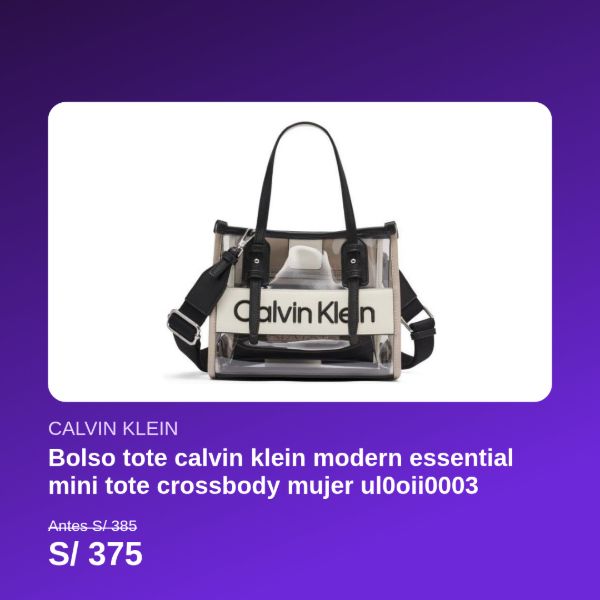 Calvin Klein
CALVIN KLEIN
Bolso tote calvin klein modern essential
mini tote crossbody mujer ul0oii0003
Antes S/ 385
S/ 375